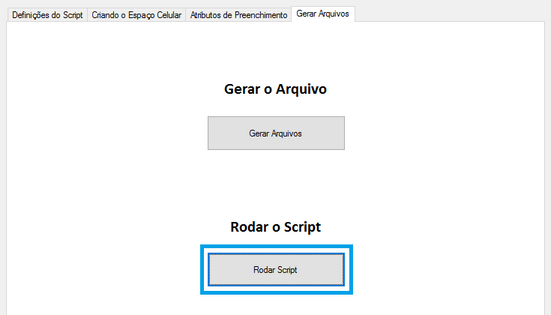 Definições do Script
Criando o Espaço Celular
Atributos de Preenchimento
Gerar Arquivos
Gerar o Arquivo
Gerar Arquivos
Rodar o Script
Rodar Script